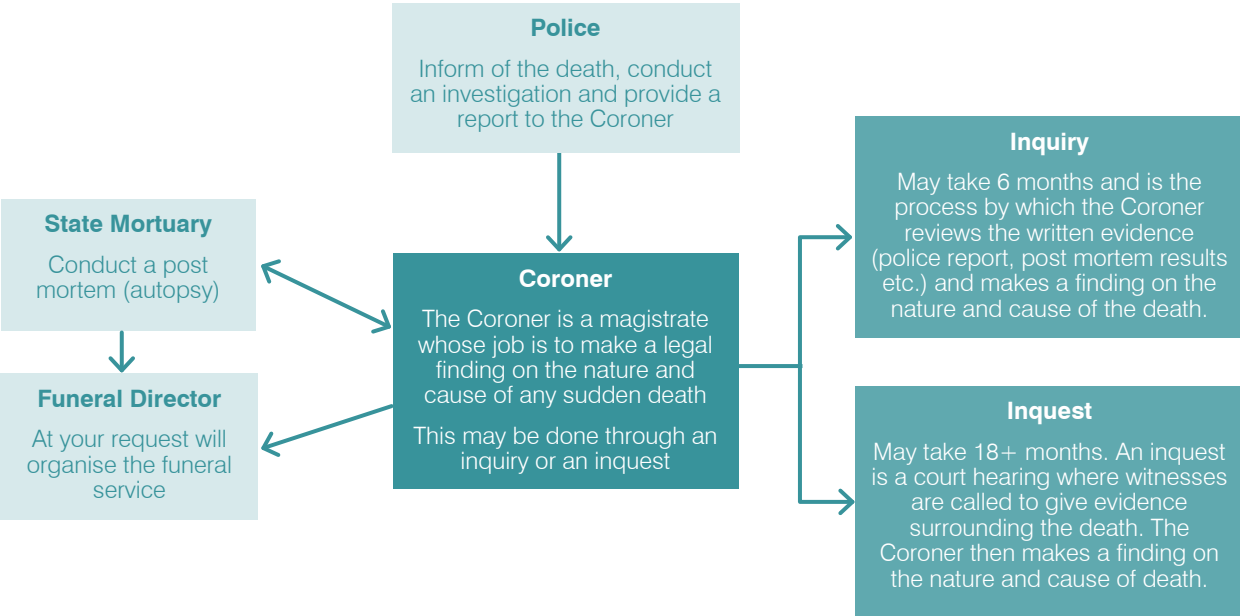 Police
Inform of the death, conduct
an investigation and provide a
report to the Coroner
State Mortuary
Conduct a post
mortem (autopsy)
Funeral Director
At your request will
organise the funeral
service
Coroner
The Coroner is a magistrate
whose job is to make a legal
finding on the nature and
cause of any sudden death
This may be done through an
inquiry or an inquest
Inquiry
May take 6 months and is the
process by which the Coroner
reviews the written evidence
(police report, post mortem results
etc.) and makes a finding on the
nature and cause of the death.
Inquest
May take 18+ months. An inquest
is a court hearing where witnesses
are called to give evidence
surrounding the death. The
Coroner then makes a finding on
the nature and cause of death.